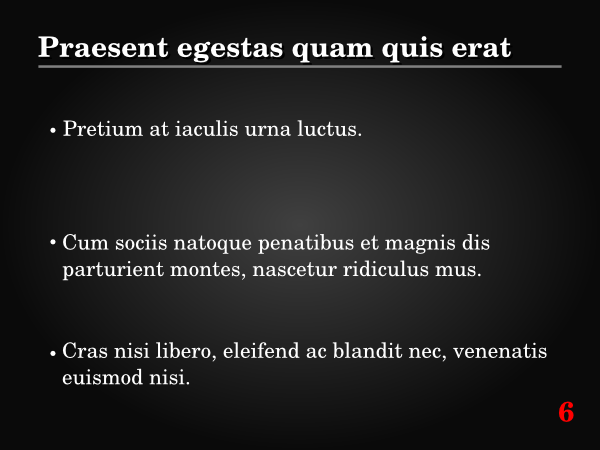 Praesent egestas quam quis erat
• Pretium at iaculis urna luctus.
• Cum sociis natoque penatibus et magnis dis
parturient montes, nascetur ridiculus mus.
• Cras nisi libero, eleifend ac blandit nec, venenatis
euismod nisi.
6